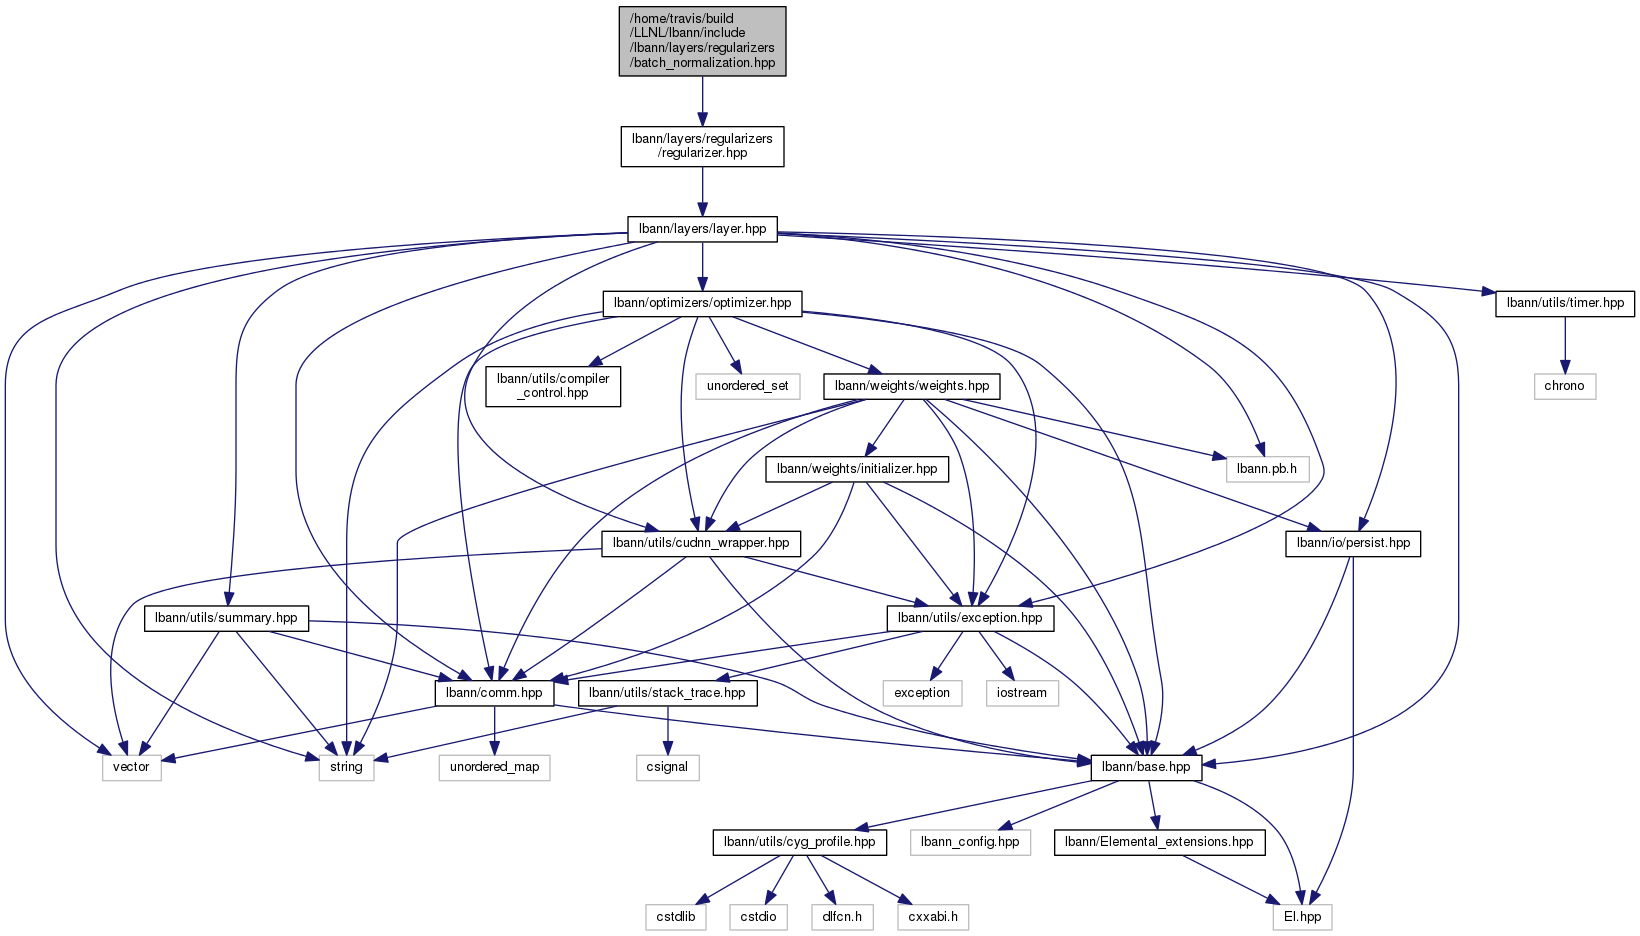 /home/travis/build
/LLNL/lbann/include
/lbann/layers/regularizers
/batch_normalization.hpp
lbann/layers/regularizers
/regularizer.hpp
lbann/layers/layer.hpp
lbann/optimizers/optimizer.hpp
lbann/utils/timer.hpp
lbann/utils/compiler
_control.hpp
unordered_set
lbann/weights/weights.hpp
chrono
lbann/weights/initializer.hpp
lbann.pb.h
lbann/utils/cudnn_wrapper.hpp
lbann/io/persist.hpp
lbann/utils/summary.hpp
lbann/utils/exception.hpp
lbann/comm.hpp
lbann/utils/stack_trace.hpp
exception
iostream
vector
string
unordered_map
csignal
lbann/base.hpp
lbann/utils/cyg_profile.hpp
lbann_config.hpp
lbann/Elemental_extensions.hpp
cstdlib
cstdio
dlfcn.h
cxxabi.h
El.hpp